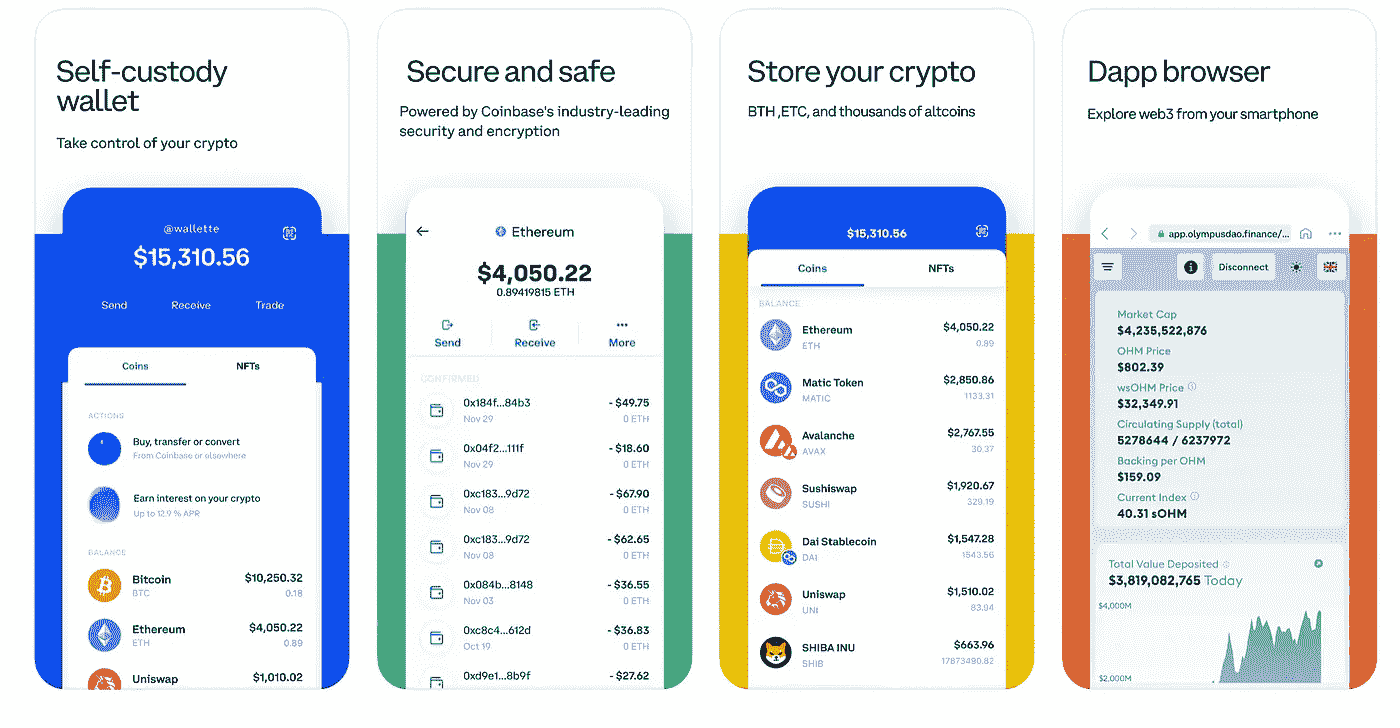 Self-custody
wallet
Take control of your crypto
@wallette
$15,310.56
Send Receive Trade
Coins NFTs
ACTIONS
Buy, transfer or convert
From Coinbase or elsewhere
Earn interest on your crypto
Up to 12.9 % APR
BALANCE
Bitcoin $10,250.32
BTC 0.18
Ethereum $4,050.22
ETH 0.89
Uniswap $1,010.02
Secure and safe
Powered by Coinbase's industry-leading
security and encryption
Ethereum
$4,050.22
0.89419815 ETH
Send Receive More
CONFIRMED
0x184f...84b3 - $49.75
Nov 29 0 ETH
0x04f2...111f - $18.60
Nov 29 0 ETH
0xc183...9d72 - $67.90
Nov 08 0 ETH
0xc183...9d72 - $62.65
Nov 08 0 ETH
0x084b...8148 - $36.55
Nov 03 0 ETH
0xc8c4...612d - $36.83
Oct 19 0 ETH
0xd9e1...8b9f - $27.62
Store your crypto
BTH ,ETC, and thousands of altcoins
$15,310.56
Coins NFTs
BALANCE
Ethereum $4,050.22
ETH 0.89
Matic Token $2,850.86
MATIC 1133.31
Avalanche $2,767.55
AVAX 30.37
Sushiswap $1,920.67
SUSHI 329.19
Dai Stablecoin $1,547.28
DAI 1543.56
Uniswap $1,510.02
UNI 83.94
SHIBA INU $663.96
SHIB 17873490.82
Dapp browser
Explore web3 from your smartphone
app.olympusdao.finance/...
Disconnect
Market Cap
$4,235,522,876
OHM Price
$802.39
wsOHM Price
$32,349.91
Circulating Supply (total)
5278644 / 6237972
Backing per OHM
$159.09
Current Index
40.31 sOHM
Total Value Deposited
$3,819,082,765 Today
$4,000M
$2,000M